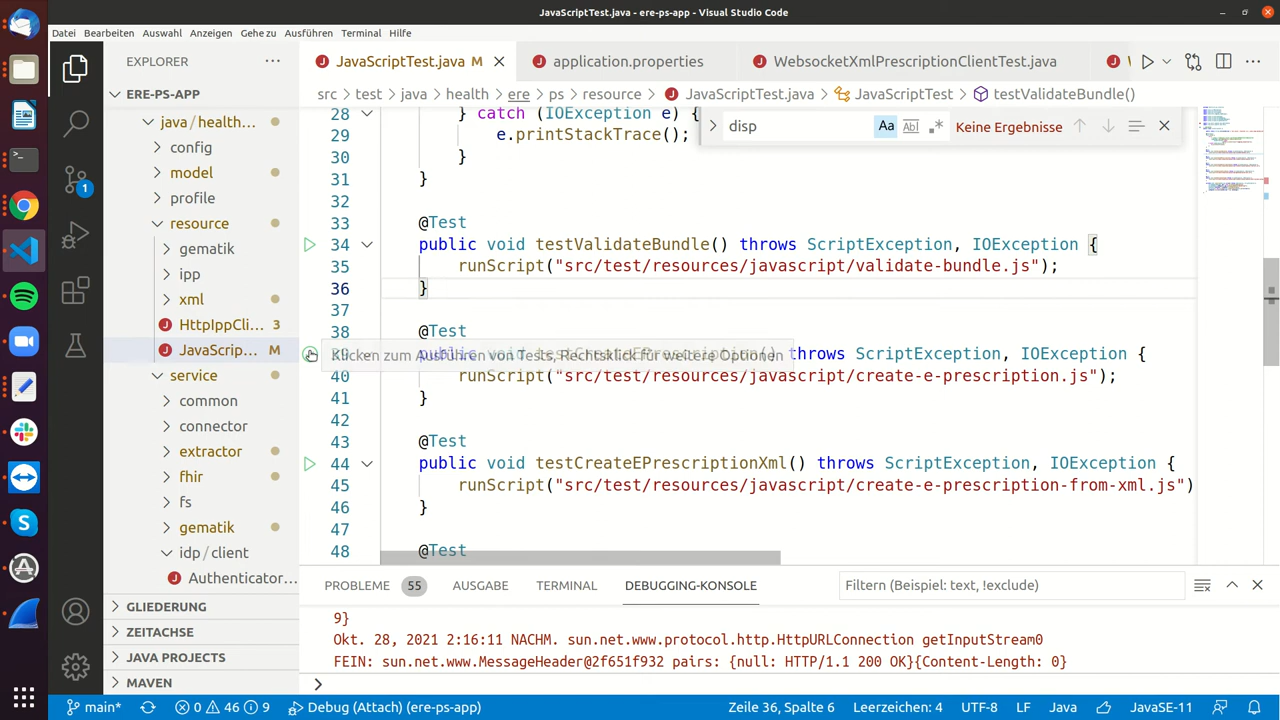 JavaScriptTest.java - ere-ps-app - Visual Studio Code
Datei Bearbeiten Auswahl Anzeigen Gehe zu Ausführen Terminal Hilfe
EXPLORER
JavaScriptTest.java M
application.properties
WebsocketXmlPrescriptionClientTest.java
src > test > java > health > ere > ps > resource > JavaScriptTest.java > JavaScriptTest > testValidateBundle()
disp
Aa Abl .* Keine Ergebnisse
ERE-PS-APP
java/health…
config
model
profile
resource
gematik
ipp
xml
HttpIppCli… 3
JavaScrip… M
service
common
connector
extractor
fhir
fs
gematik
idp/client
Authenticator…
GLIEDERUNG
ZEITACHSE
JAVA PROJECTS
MAVEN
1
28 } catch (IOException e) {
29 e.printStackTrace();
30 }
31 }
32
33 @Test
34 public void testValidateBundle() throws ScriptException, IOException {
35 runScript("src/test/resources/javascript/validate-bundle.js");
36 }
37
38 @Test
Klicken zum Ausführen von Tests, Rechtsklick für weitere Optionen
39 public void testCreateEPrescription() throws ScriptException, IOException {
40 runScript("src/test/resources/javascript/create-e-prescription.js");
41 }
42
43 @Test
44 public void testCreateEPrescriptionXml() throws ScriptException, IOException {
45 runScript("src/test/resources/javascript/create-e-prescription-from-xml.js")
46 }
47
48 @Test
PROBLEME 55 AUSGABE TERMINAL DEBUGGING-KONSOLE
Filtern (Beispiel: text, !exclude)
9}
Okt. 28, 2021 2:16:11 NACHM. sun.net.www.protocol.http.HttpURLConnection getInputStream0
FEIN: sun.net.www.MessageHeader@2f651f932 pairs: {null: HTTP/1.1 200 OK}{Content-Length: 0}
main* 0 46 9 Debug (Attach) (ere-ps-app) Zeile 36, Spalte 6 Leerzeichen: 4 UTF-8 LF Java JavaSE-11